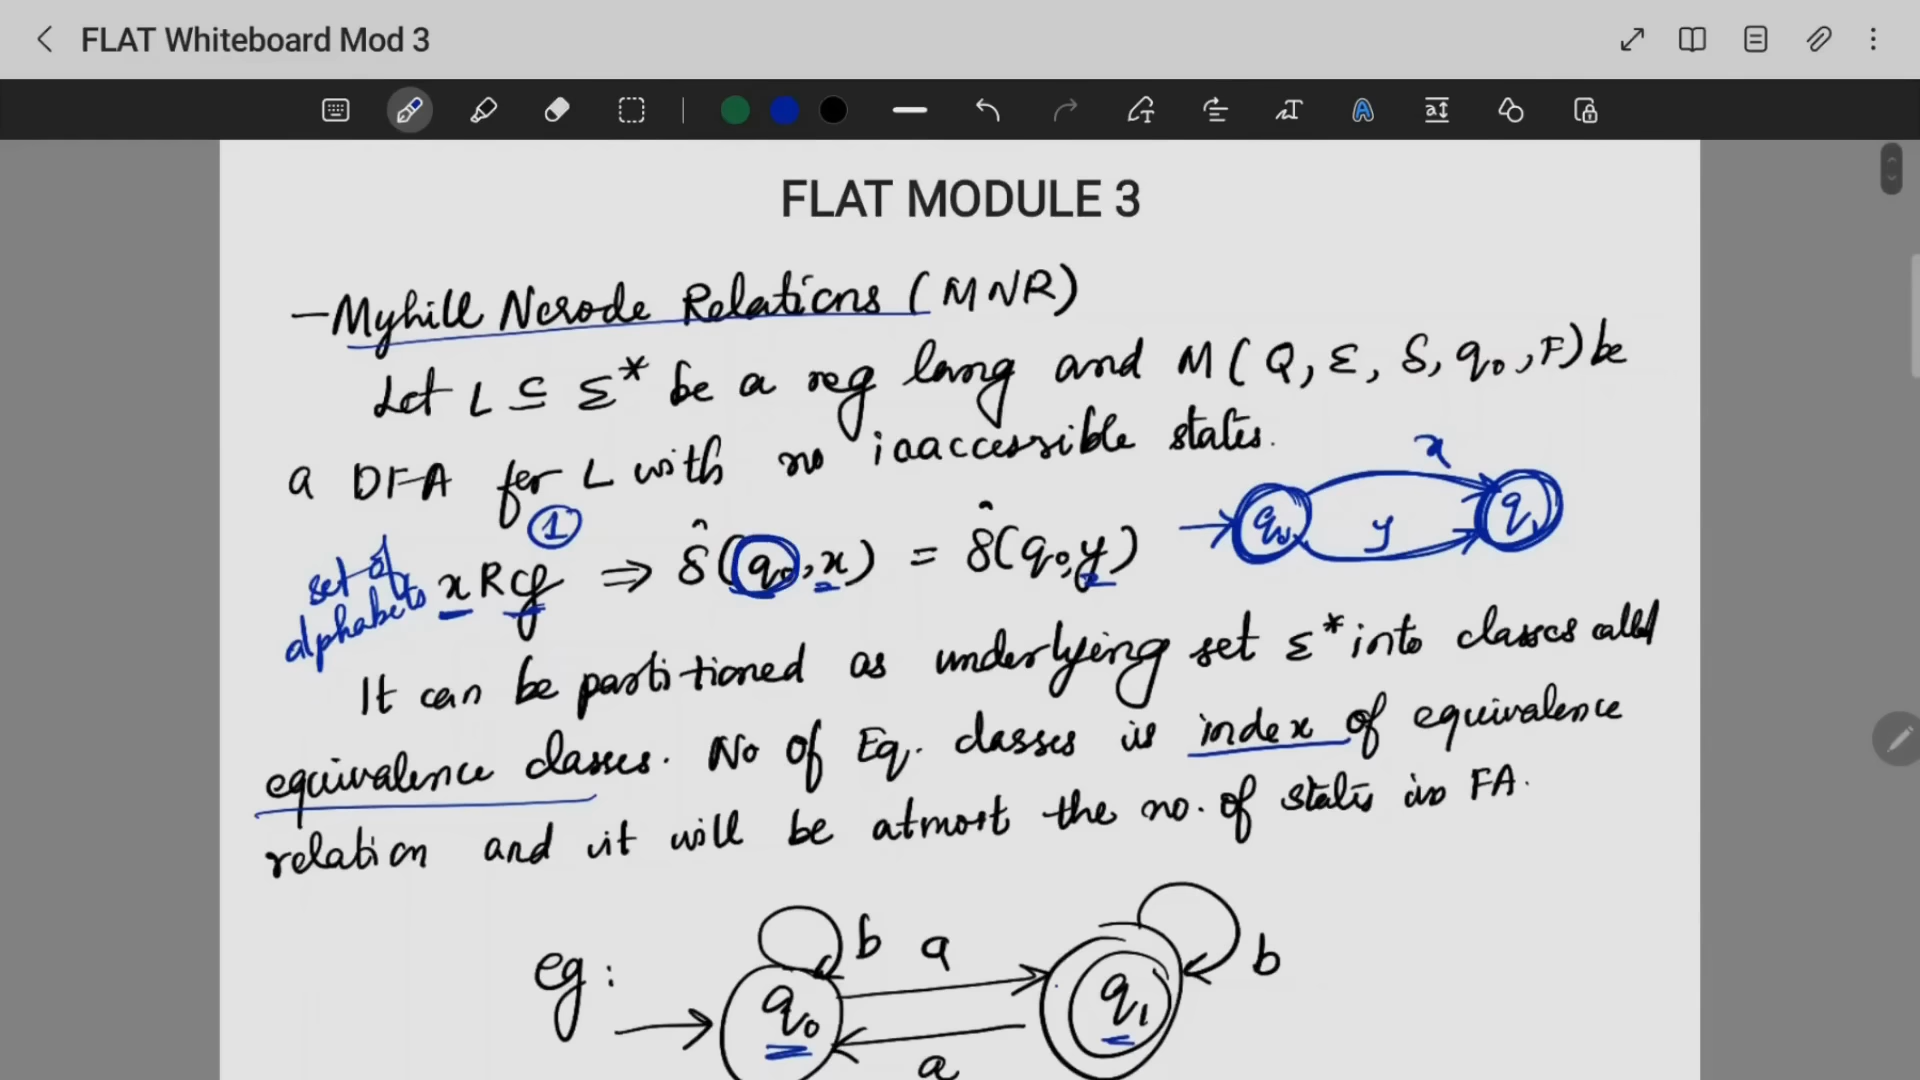 FLAT Whiteboard Mod 3
FLAT MODULE 3
— Myhill Nerode Relations (MNR)
Let L ⊆ Σ* be a reg lang and M(Q, Σ, δ, q₀, F) be
a DFA for L with no inaccessible states.
x
q₀ y q₁
①
set of alphabets
x R y ⇒ δ̂(q₀, x) = δ̂(q₀, y)
It can be partitioned as underlying set Σ* into classes called
equivalence classes. No of Eq. classes is index of equivalence
relation and it will be atmost the no. of states in FA.
eg: b a b
q₀ q₁
a